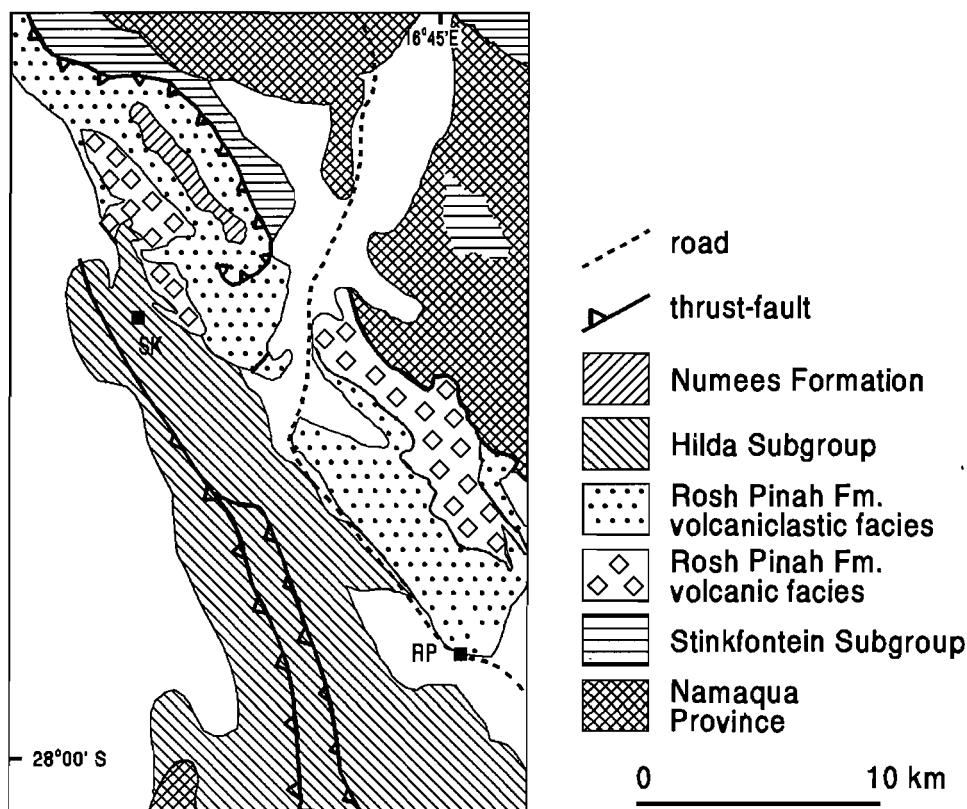 16°45'E
SK
RP
28°00' S
road
thrust-fault
Numees Formation
Hilda Subgroup
Rosh Pinah Fm.
volcaniclastic facies
Rosh Pinah Fm.
volcanic facies
Stinkfontein Subgroup
Namaqua
Province
0 10 km